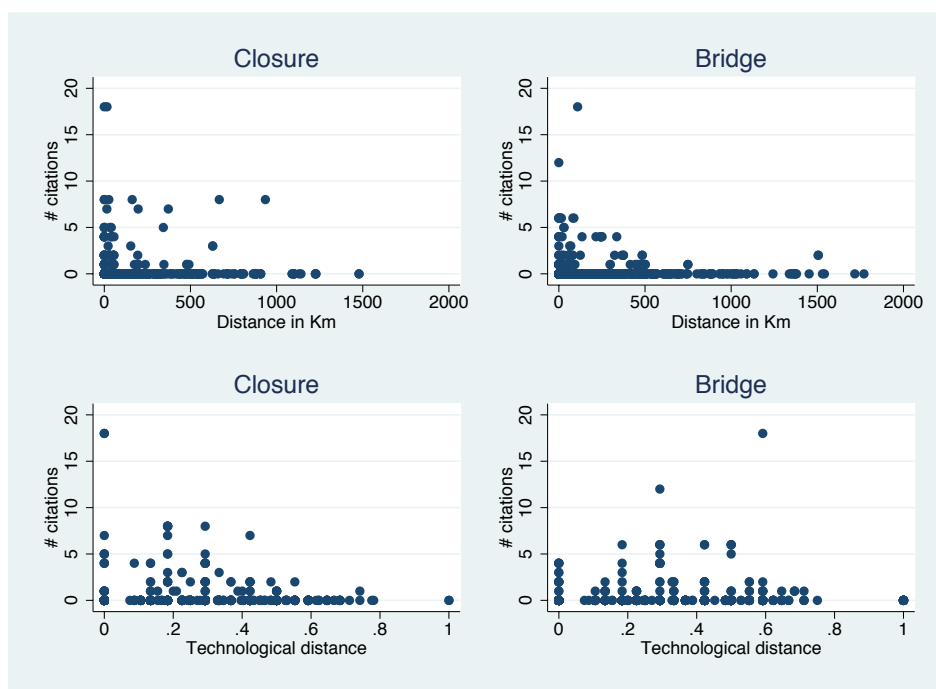 Closure
# citations
20
15
10
5
0
0 500 1000 1500 2000
Distance in Km
Bridge
# citations
20
15
10
5
0
0 500 1000 1500 2000
Distance in Km
Closure
# citations
20
15
10
5
0
0 .2 .4 .6 .8 1
Technological distance
Bridge
# citations
20
15
10
5
0
0 .2 .4 .6 .8 1
Technological distance